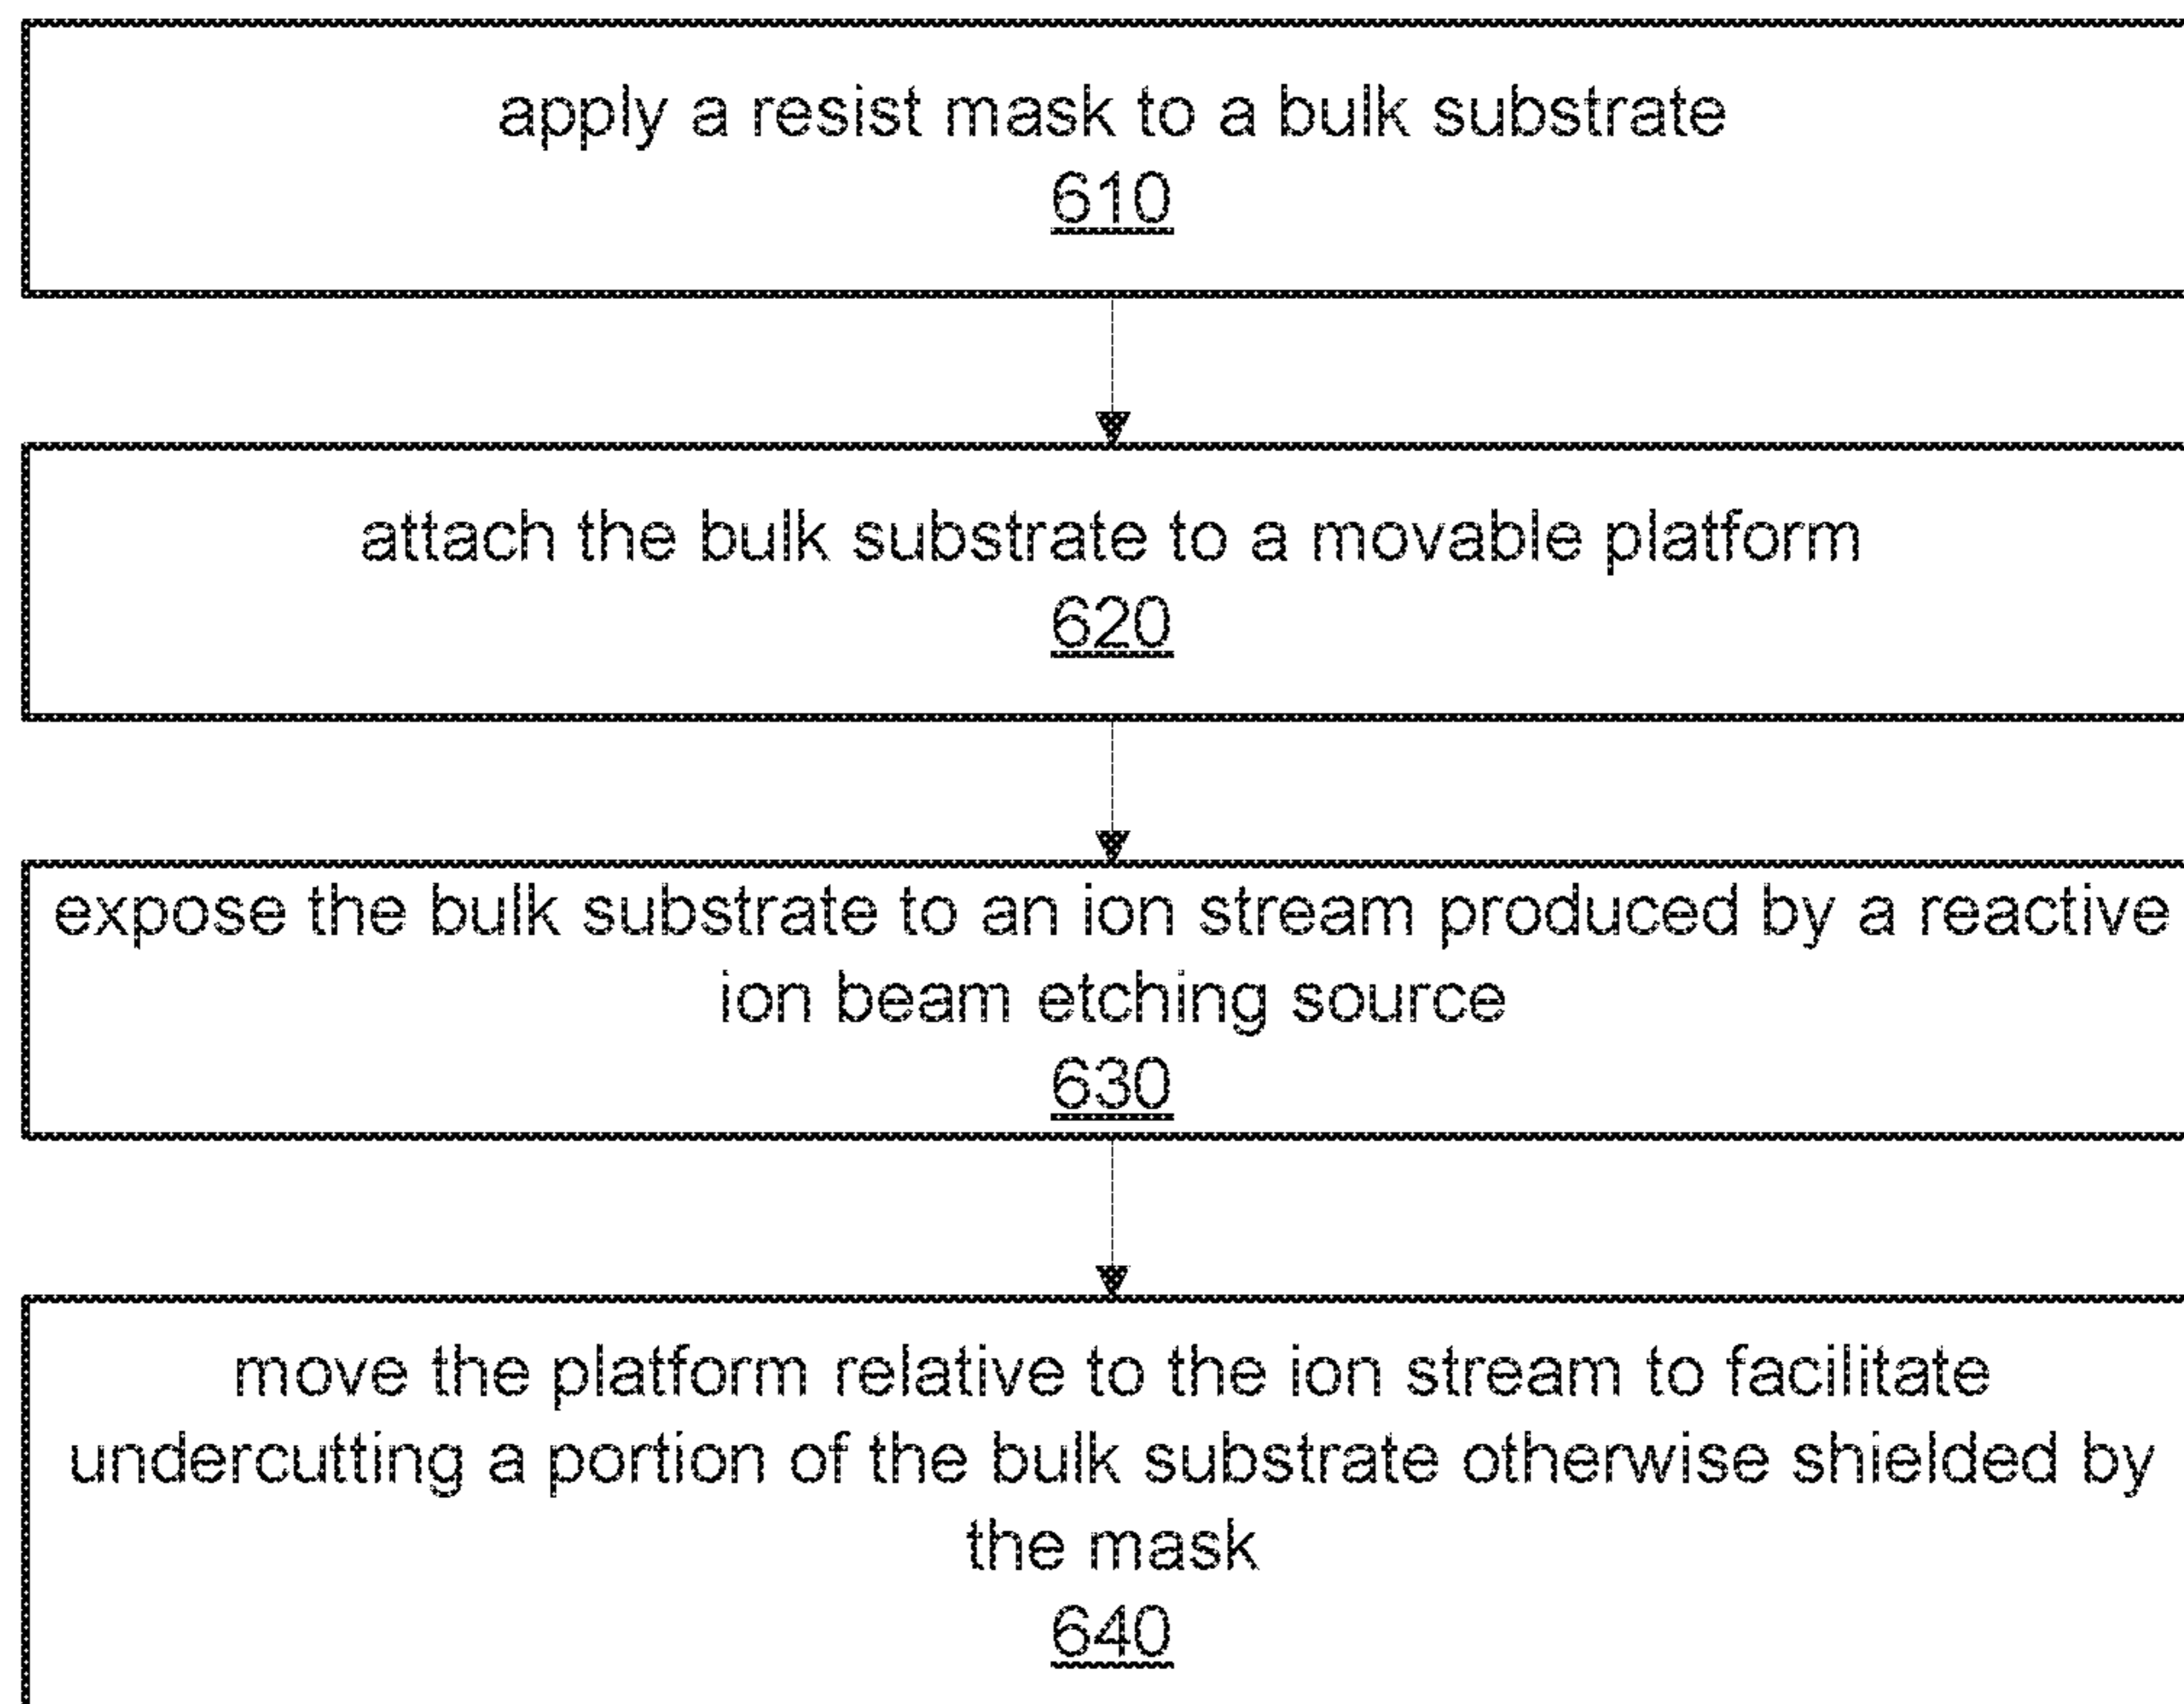 apply a resist mask to a bulk substrate
610
attach the bulk substrate to a movable platform
620
expose the bulk substrate to an ion stream produced by a reactive
ion beam etching source
630
move the platform relative to the ion stream to facilitate
undercutting a portion of the bulk substrate otherwise shielded by
the mask
640